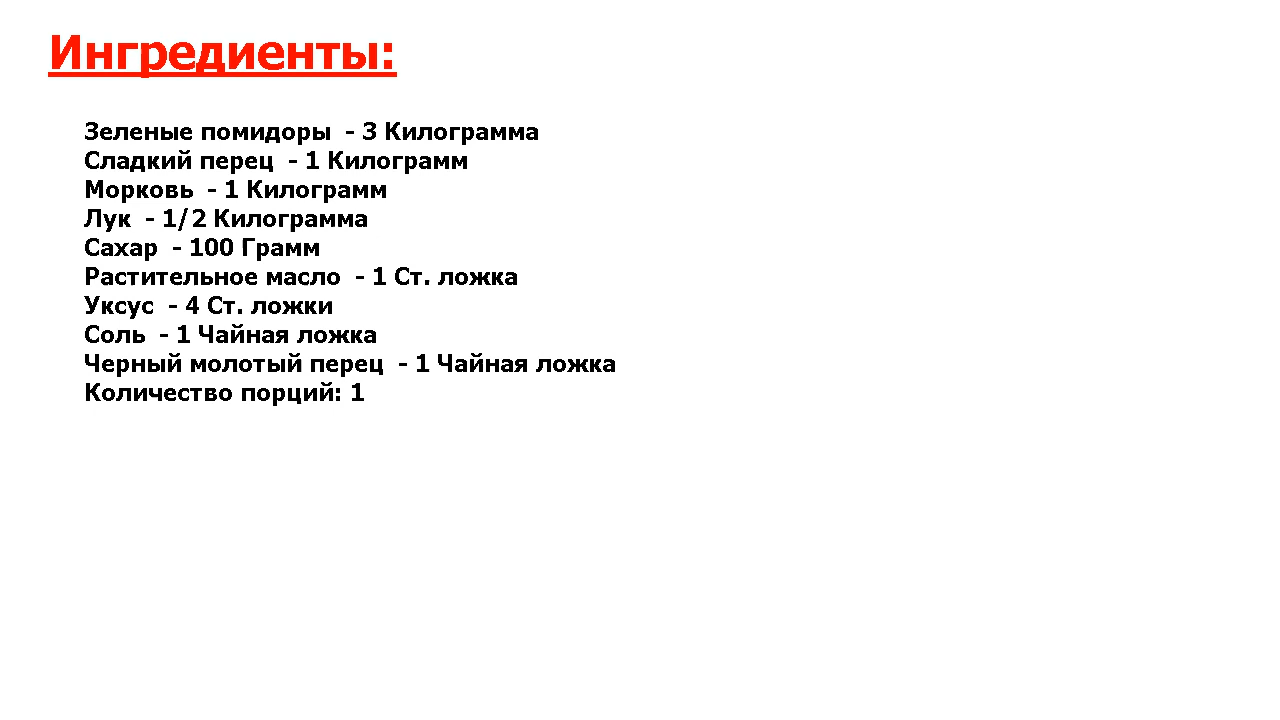 Ингредиенты:
Зеленые помидоры  - 3 Килограмма
Сладкий перец  - 1 Килограмм
Морковь  - 1 Килограмм
Лук  - 1/2 Килограмма
Сахар  - 100 Грамм
Растительное масло  - 1 Ст. ложка
Уксус  - 4 Ст. ложки
Соль  - 1 Чайная ложка
Черный молотый перец  - 1 Чайная ложка
Количество порций: 1